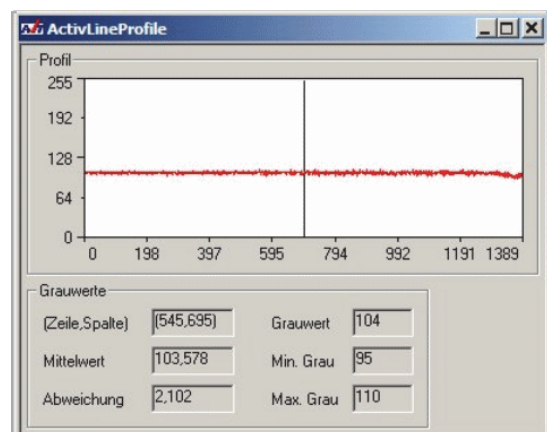 ActivLineProfile
Profil
255
192
128
64
0
0 198 397 595 794 992 1191 1389
Grauwerte
(Zeile,Spalte) (545,695) Grauwert 104
Mittelwert 103,578 Min. Grau 95
Abweichung 2,102 Max. Grau 110